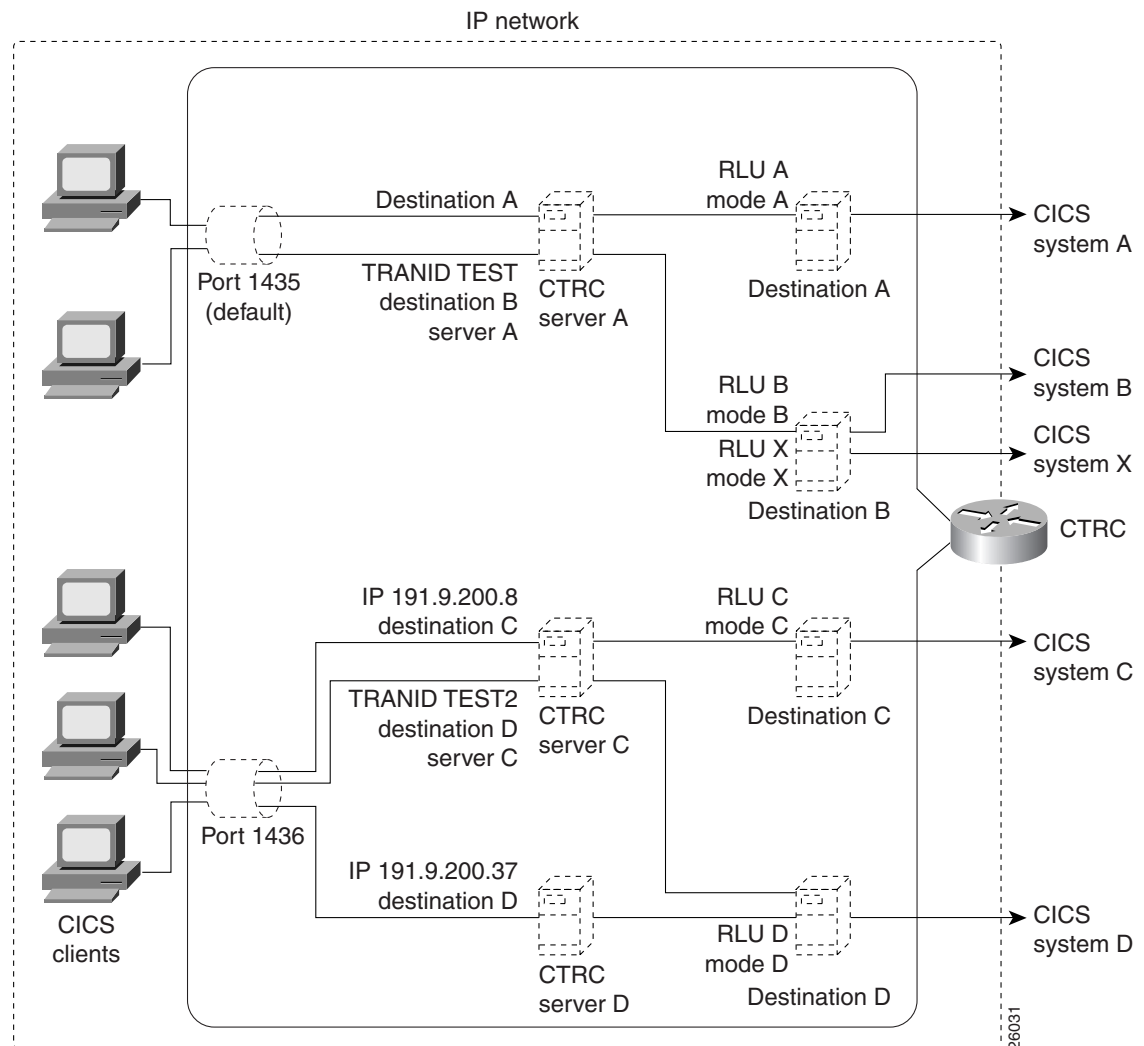 IP network
RLU A
mode A
Destination A
CICS
system A
Port 1435
(default)
TRANID TEST
destination B
server A
CTRC
server A
Destination A
CICS
system B
RLU B
mode B
RLU X
mode X
CICS
system X
Destination B
CTRC
IP 191.9.200.8
destination C
RLU C
mode C
CICS
system C
TRANID TEST2
destination D
server C
CTRC
server C
Destination C
Port 1436
IP 191.9.200.37
destination D
CICS
clients
RLU D
mode D
CICS
system D
CTRC
server D
Destination D
26031